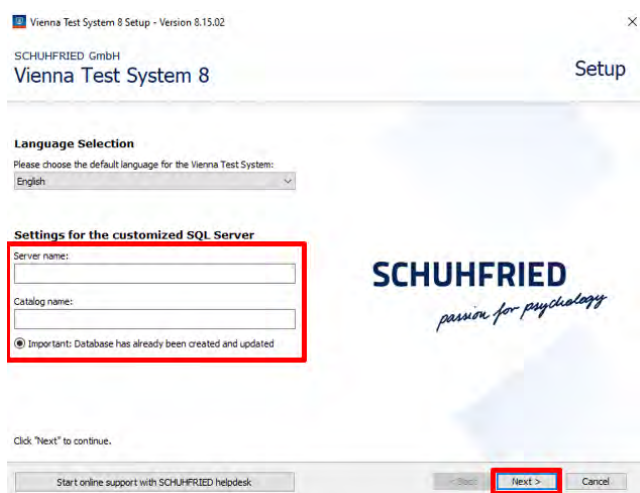 Vienna Test System 8 Setup - Version 8.15.02
SCHUHFRIED GmbH
Vienna Test System 8
Setup
Language Selection
Please choose the default language for the Vienna Test System:
English
Settings for the customized SQL Server
Server name:
Catalog name:
Important: Database has already been created and updated
SCHUHFRIED
passion for psychology
Click "Next" to continue.
Start online support with SCHUHFRIED helpdesk
< Back
Next >
Cancel